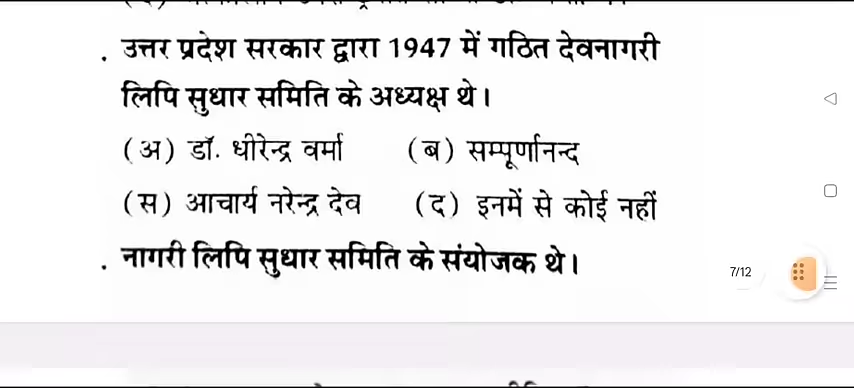 . उत्तर प्रदेश सरकार द्वारा 1947 में गठित देवनागरी
लिपि सुधार समिति के अध्यक्ष थे।
(अ) डॉ. धीरेन्द्र वर्मा (ब) सम्पूर्णानन्द
(स) आचार्य नरेन्द्र देव (द) इनमें से कोई नहीं
. नागरी लिपि सुधार समिति के संयोजक थे।
7/12